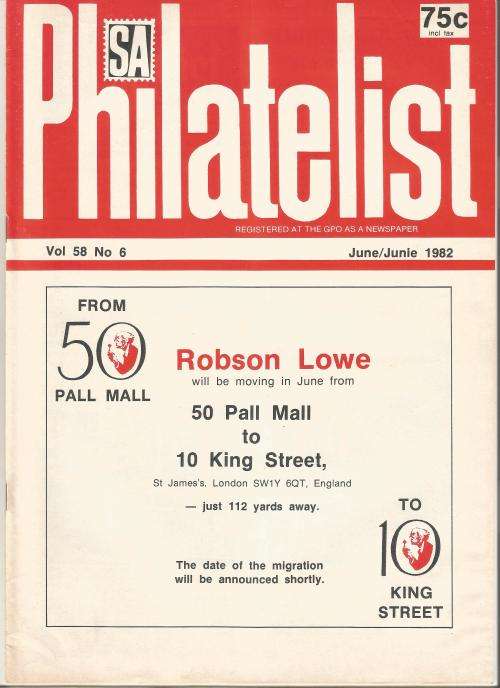 SA
Philatelist
75c
incl tax
REGISTERED AT THE GPO AS A NEWSPAPER
Vol 58 No 6
June/Junie 1982
FROM
50
PALL MALL
Robson Lowe
will be moving in June from
50 Pall Mall
to
10 King Street,
St James's. London SW1Y 6QT, England
— just 112 yards away.
TO
10
KING
STREET
The date of the migration
will be announced shortly.